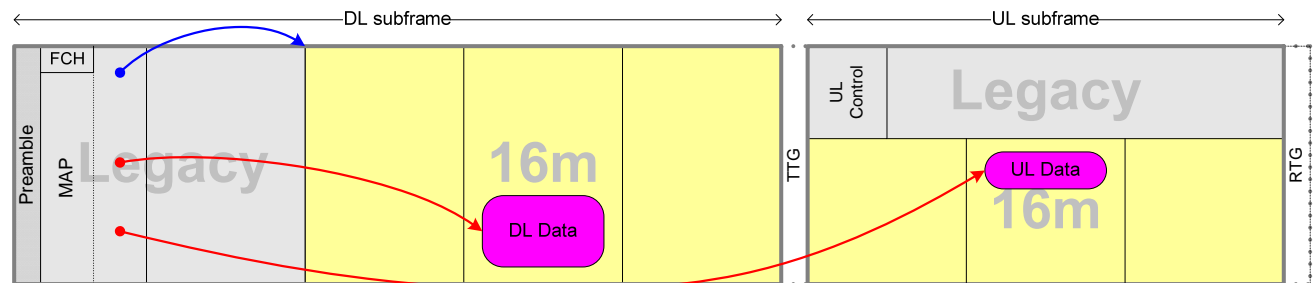 DL subframe
UL subframe
FCH
Preamble
MAP
Legacy
16m
DL Data
TTG
UL
Control
Legacy
UL Data
16m
RTG